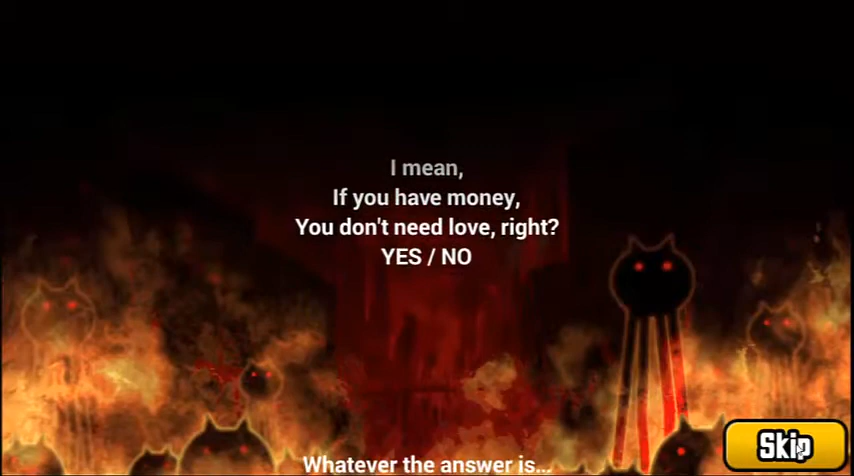 I mean,
If you have money,
You don't need love, right?
YES / NO
Whatever the answer is...
Skip